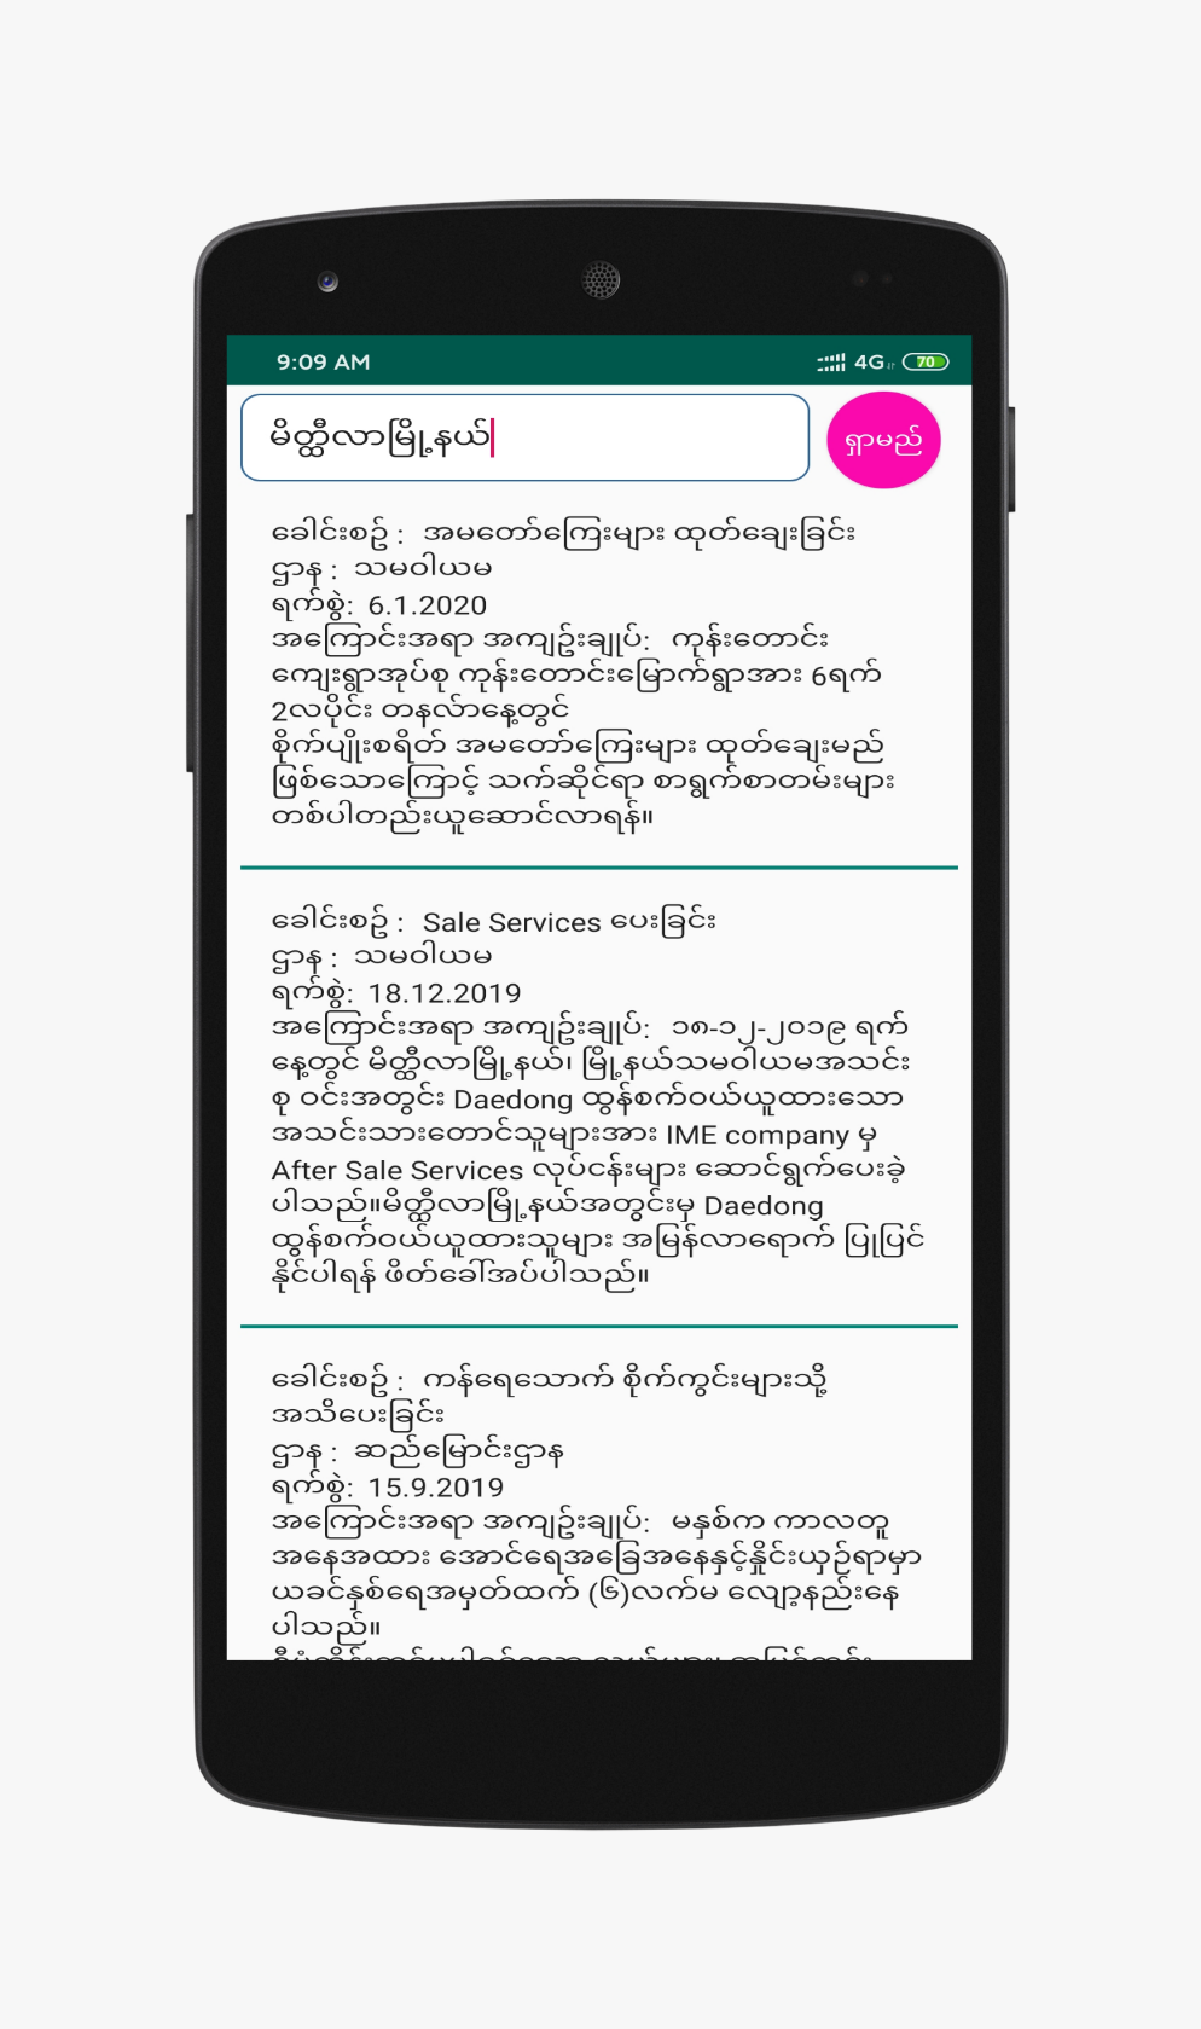 9:09 AM 4G 70
မိတ္ထီလာမြို့နယ်
ရှာမည်
ခေါင်းစဥ် : အမတော်ကြေးများ ထုတ်ချေးခြင်း
ဌာန : သမဝါယမ
ရက်စွဲ: 6.1.2020
အကြောင်းအရာ အကျဥ်းချုပ်: ကုန်းတောင်း
ကျေးရွာအုပ်စု ကုန်းတောင်းမြောက်ရွာအား 6ရက်
2လပိုင်း တနင်္လာနေ့တွင်
စိုက်ပျိုးစရိတ် အမတော်ကြေးများ ထုတ်ချေးမည်
ဖြစ်သောကြောင့် သက်ဆိုင်ရာ စာရွက်စာတမ်းများ
တစ်ပါတည်းယူဆောင်လာရန်။
ခေါင်းစဥ် : Sale Services ပေးခြင်း
ဌာန : သမဝါယမ
ရက်စွဲ: 18.12.2019
အကြောင်းအရာ အကျဥ်းချုပ်: ၁၈-၁၂-၂၀၁၉ ရက်
နေ့တွင် မိတ္ထီလာမြို့နယ်၊ မြို့နယ်သမဝါယမအသင်း
စု ဝင်းအတွင်း Daedong ထွန်စက်ဝယ်ယူထားသော
အသင်းသားတောင်သူများအား IME company မှ
After Sale Services လုပ်ငန်းများ ဆောင်ရွက်ပေးခဲ့
ပါသည်။မိတ္ထီလာမြို့နယ်အတွင်းမှ Daedong
ထွန်စက်ဝယ်ယူထားသူများ အမြန်လာရောက် ပြုပြင်
နိုင်ပါရန် ဖိတ်ခေါ်အပ်ပါသည်။
ခေါင်းစဥ် : ကန်ရေသောက် စိုက်ကွင်းများသို့
အသိပေးခြင်း
ဌာန : ဆည်မြောင်းဌာန
ရက်စွဲ: 15.9.2019
အကြောင်းအရာ အကျဥ်းချုပ်: မနှစ်က ကာလတူ
အနေအထား အောင်ရေအခြေအနေနှင့်နှိုင်းယှဉ်ရာမှာ
ယခင်နှစ်ရေအမှတ်ထက် (၆)လက်မ လျော့နည်းနေ
ပါသည်။